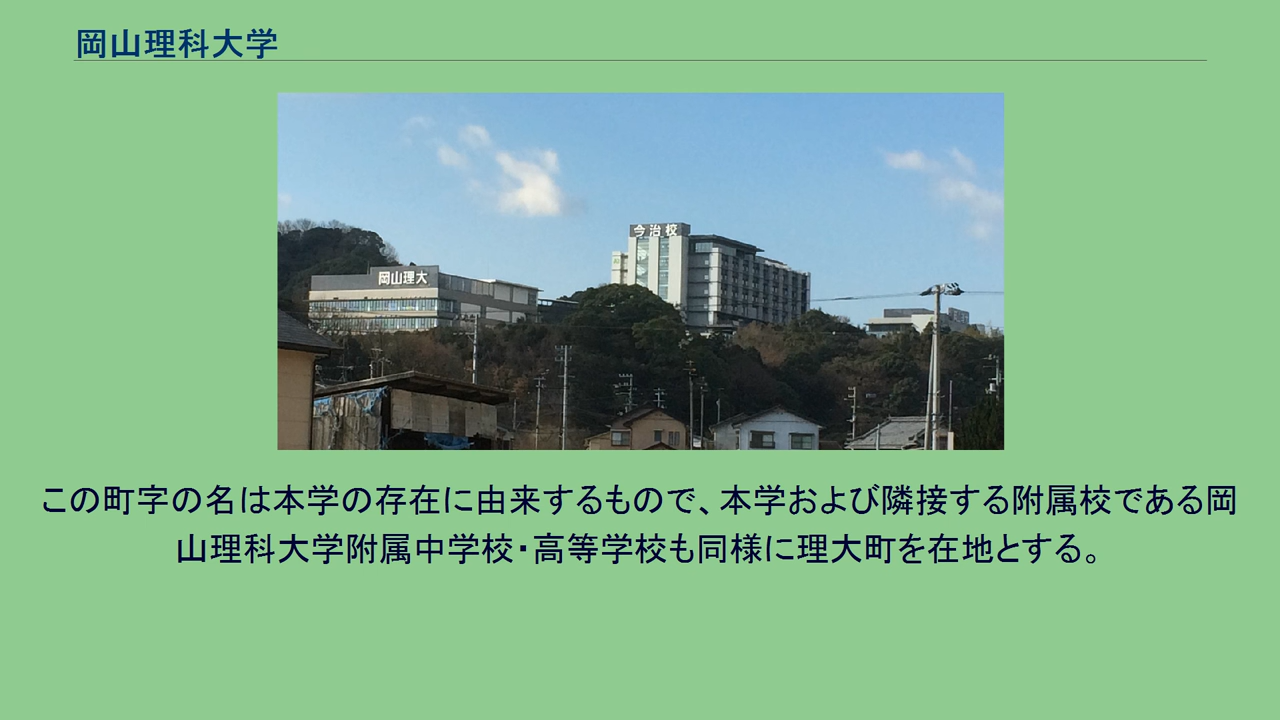 岡山理科大学
岡山理大
今治校
この町字の名は本学の存在に由来するもので、本学および隣接する附属校である岡
山理科大学附属中学校・高等学校も同様に理大町を在地とする。